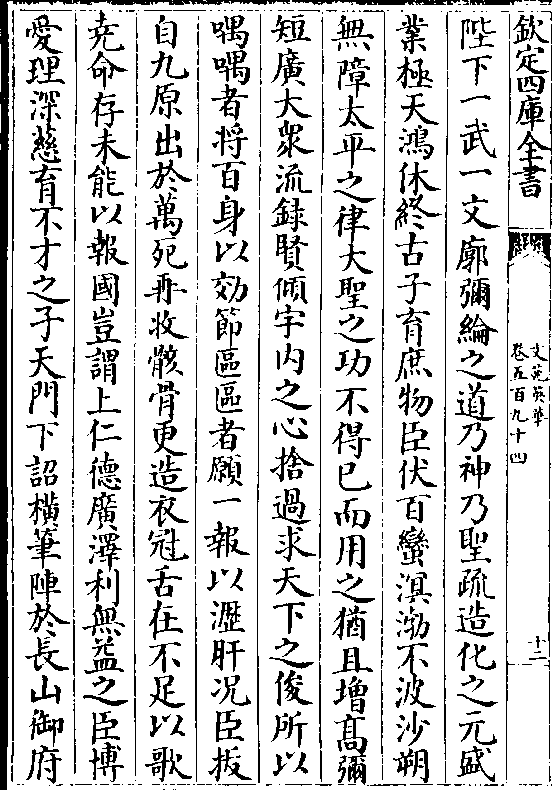 欽定四庫全書
文苑英華
卷五百九十四
十二
陛下一武一文廓彌綸之道乃神乃聖疏造化之元盛
業極天鴻休終古子育庶物臣伏百蠻溟渤不波沙朔
無障太平之律大聖之功不得已而用之猶且增髙彌
短廣大衆流録賢傾宇内之心捨過求天下之俊所以
喁喁者將百身以効節區區者願一報以瀝肝况臣拔
自九原出於萬死再收骸骨更造衣冠舌在不足以歌
堯命存未能以報國豈謂上仁德廣澤利無益之臣博
愛理深慈育不才之子天門下詔横筆陣於長山御府